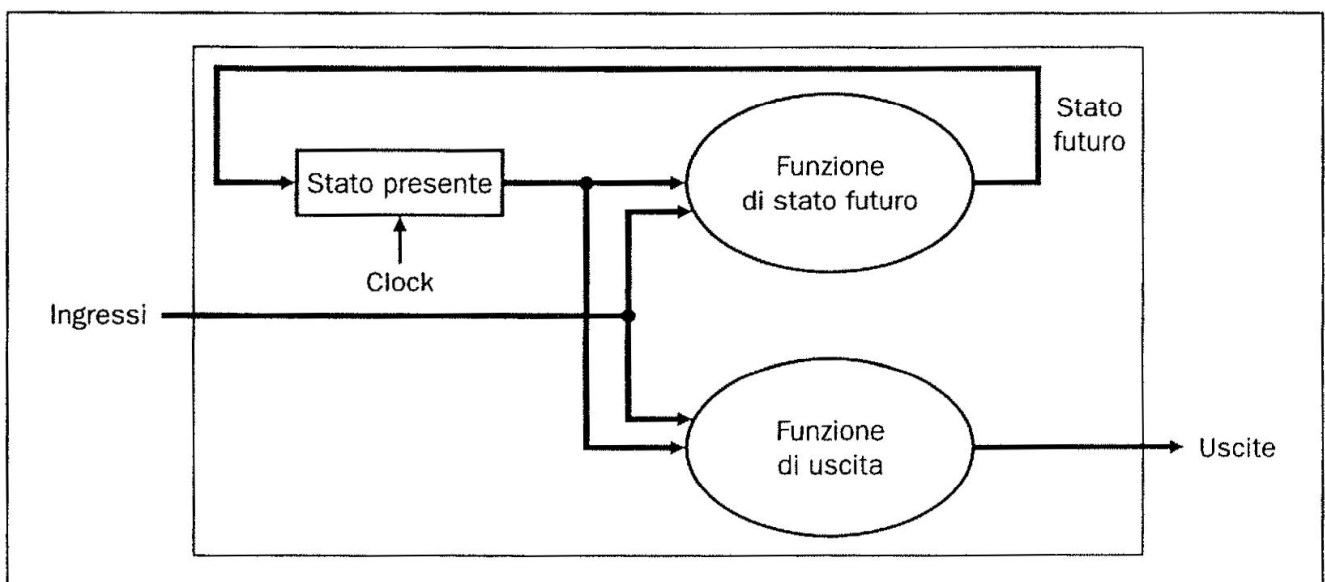 Stato
futuro
Funzione
di stato futuro
Stato presente
Clock
Ingressi
Funzione
di uscita
Uscite